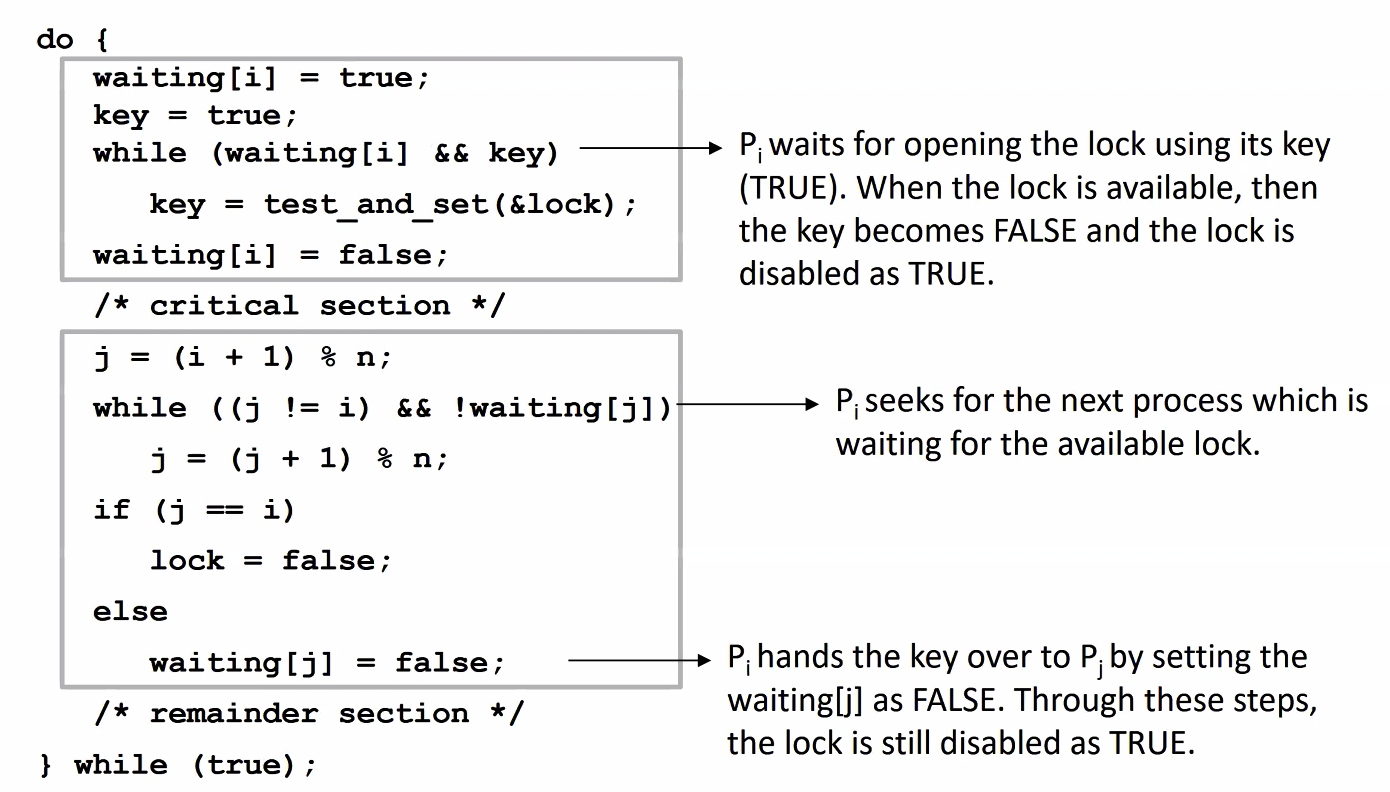 do {
waiting[i] = true;
key = true;
while (waiting[i] && key)
key = test_and_set(&lock);
waiting[i] = false;
/* critical section */
j = (i + 1) % n;
while ((j != i) && !waiting[j])
j = (j + 1) % n;
if (j == i)
lock = false;
else
waiting[j] = false;
/* remainder section */
} while (true);
Pi waits for opening the lock using its key
(TRUE). When the lock is available, then
the key becomes FALSE and the lock is
disabled as TRUE.
Pi seeks for the next process which is
waiting for the available lock.
Pi hands the key over to Pj by setting the
waiting[j] as FALSE. Through these steps,
the lock is still disabled as TRUE.